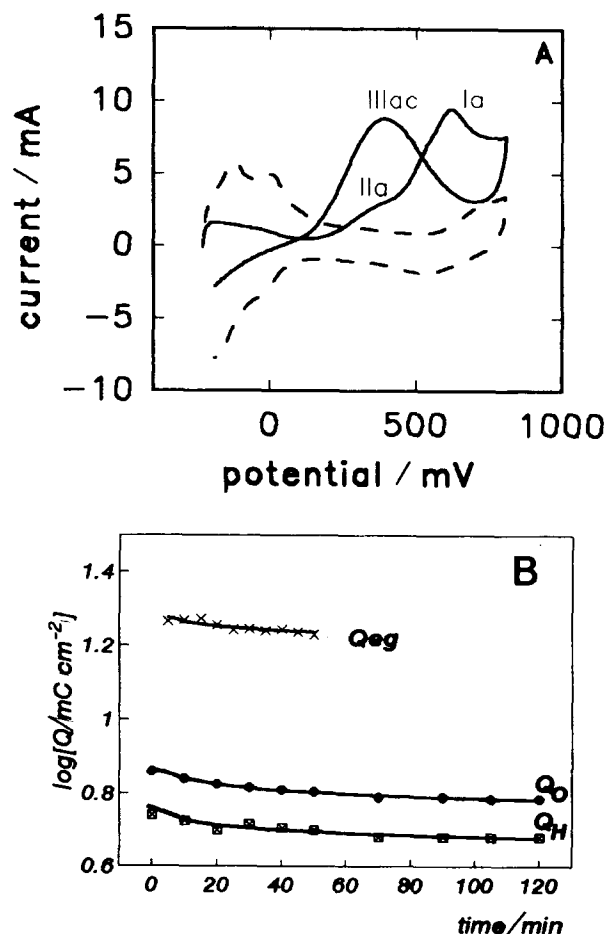 15
10
5
0
−5
−10
current / mA
A
IIIac
Ia
IIa
0
500
1000
potential / mV
B
1.4
1.2
1
0.8
0.6
log[Q/mC cm⁻²]
Qeg
QO
QH
0
20
40
60
80
100
120
time/min